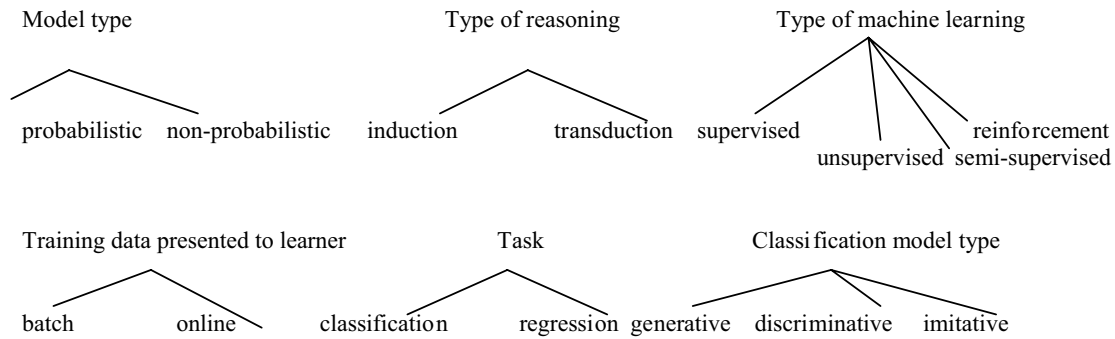 Model type Type of reasoning Type of machine learning
probabilistic non-probabilistic induction transduction supervised reinforcement
unsupervised semi-supervised
Training data presented to learner Task Classification model type
batch online classification regression generative discriminative imitative